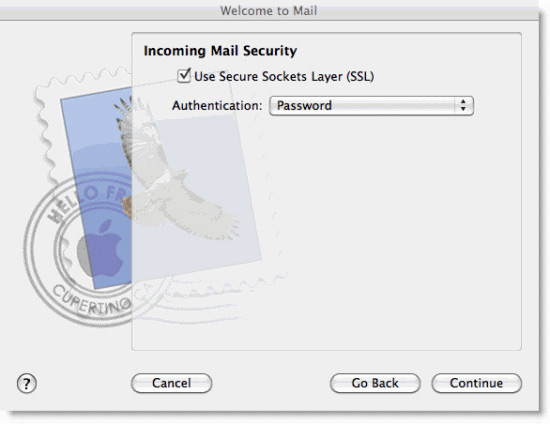 Welcome to Mail
Incoming Mail Security
Use Secure Sockets Layer (SSL)
Authentication: Password
HELLO FR
CUPERTINO CA
? Cancel Go Back Continue